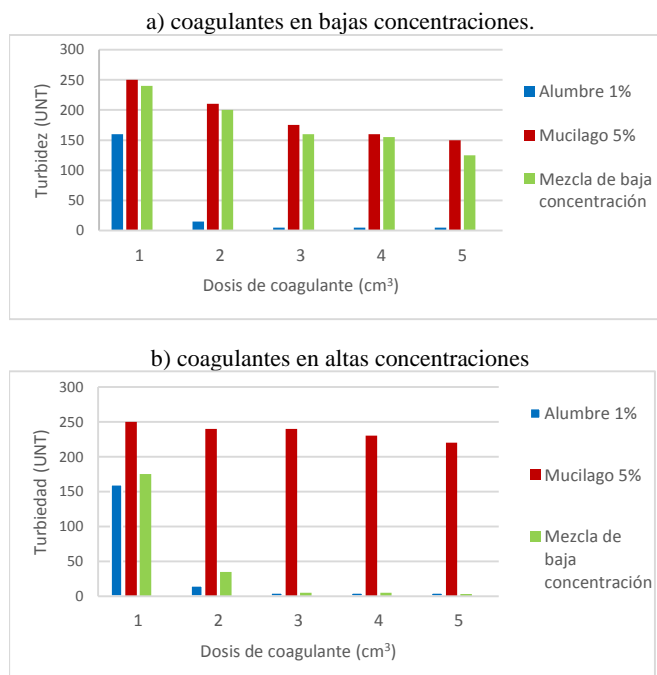 a) coagulantes en bajas concentraciones.
300
250
200
150
100
50
0
Turbidez (UNT)
1 2 3 4 5
Dosis de coagulante (cm³)
Alumbre 1%
Mucilago 5%
Mezcla de baja
concentración
b) coagulantes en altas concentraciones
300
250
200
150
100
50
0
Turbiedad (UNT)
1 2 3 4 5
Dosis de coagulante (cm³)
Alumbre 1%
Mucilago 5%
Mezcla de
baja
concentración